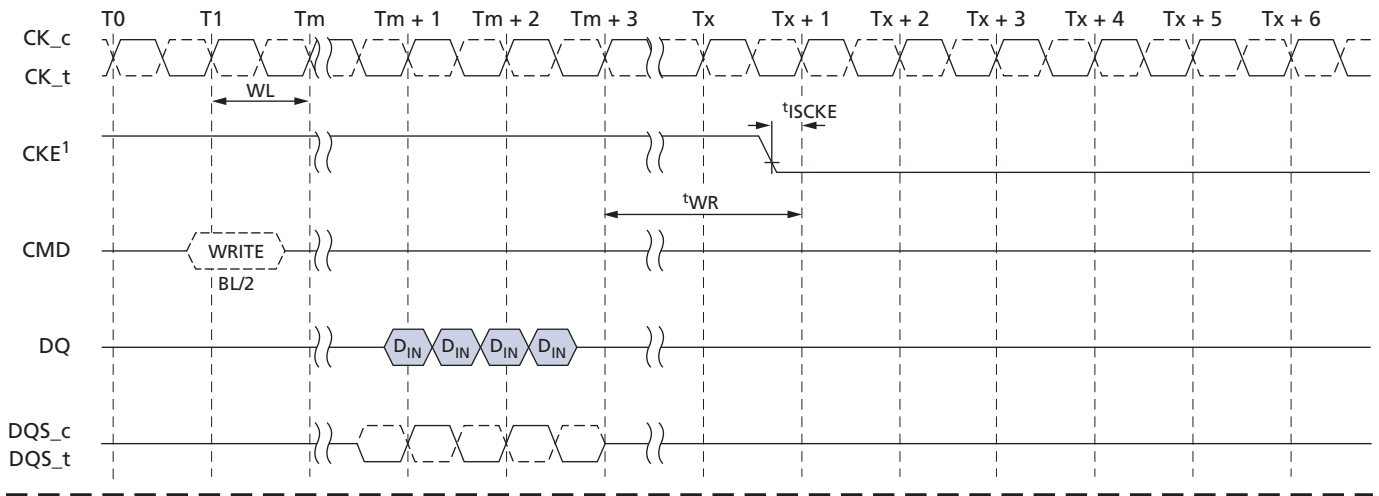 T0 T1 Tm Tm + 1 Tm + 2 Tm + 3 Tx Tx + 1 Tx + 2 Tx + 3 Tx + 4 Tx + 5 Tx + 6
CK_c
CK_t
WL
tISCKE
CKE1
tWR
CMD WRITE
BL/2
DQ DIN DIN DIN DIN
DQS_c
DQS_t